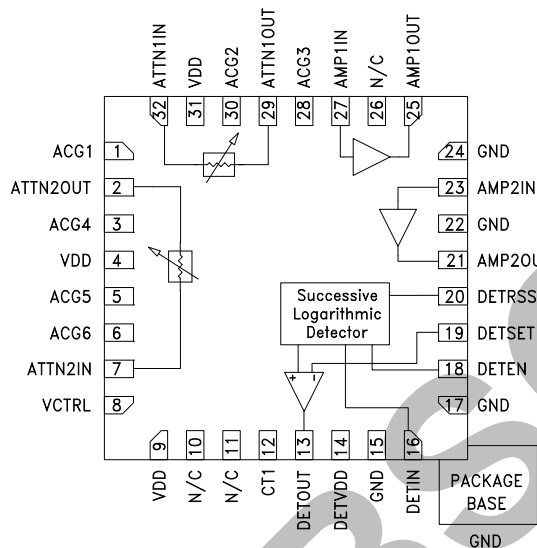 ATTN1IN
VDD
ACG2
ATTN1OUT
ACG3
AMP1IN
N/C
AMP1OUT
32
31
30
29
28
27
26
25
ACG1 1
ATTN2OUT 2
ACG4 3
VDD 4
ACG5 5
ACG6 6
ATTN2IN 7
VCTRL 8
24 GND
23 AMP2IN
22 GND
21 AMP2OU
20 DETRSS
19 DETSET
18 DETEN
17 GND
Successive
Logarithmic
Detector
+ -
9
10
11
12
13
14
15
16
VDD
N/C
N/C
CT1
DETOUT
DETVDD
GND
DETIN
PACKAGE
BASE
GND